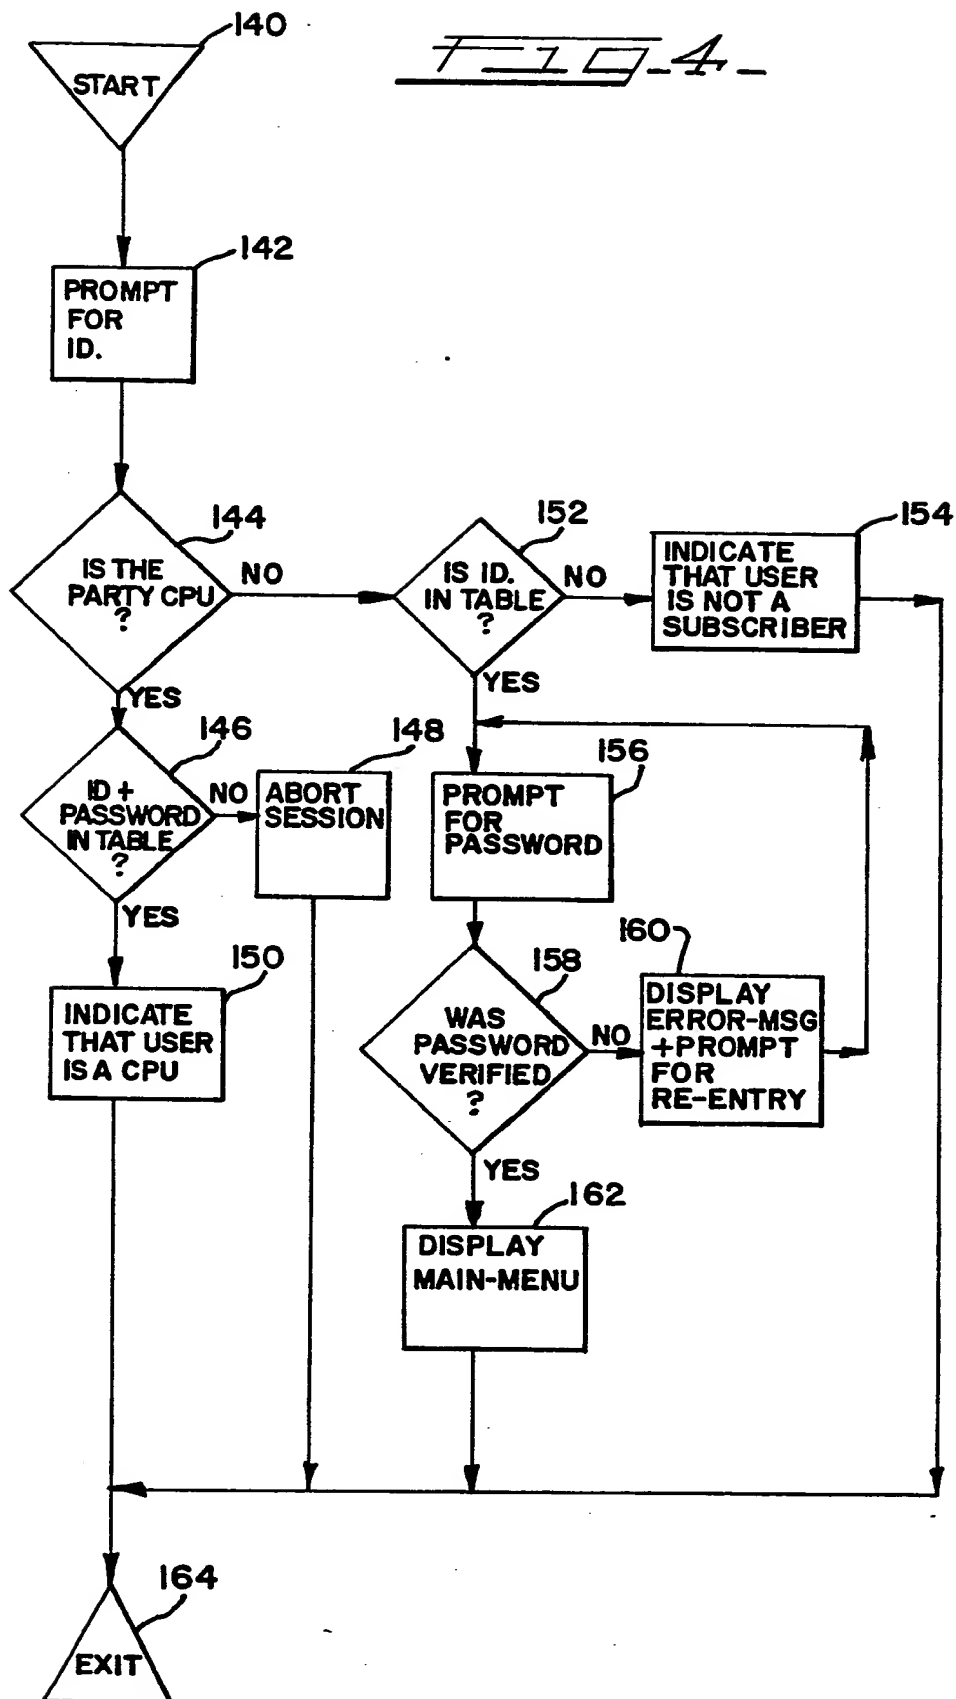 Fig. 4.
140
START
142
PROMPT
FOR
ID.
144
IS THE
PARTY CPU
?
NO
YES
152
IS ID.
IN TABLE
?
NO
YES
154
INDICATE
THAT USER
IS NOT A
SUBSCRIBER
146
ID +
PASSWORD
IN TABLE
?
NO
YES
148
ABORT
SESSION
156
PROMPT
FOR
PASSWORD
150
INDICATE
THAT USER
IS A CPU
158
WAS
PASSWORD
VERIFIED
?
NO
YES
160
DISPLAY
ERROR-MSG
+PROMPT
FOR
RE-ENTRY
162
DISPLAY
MAIN-MENU
164
EXIT